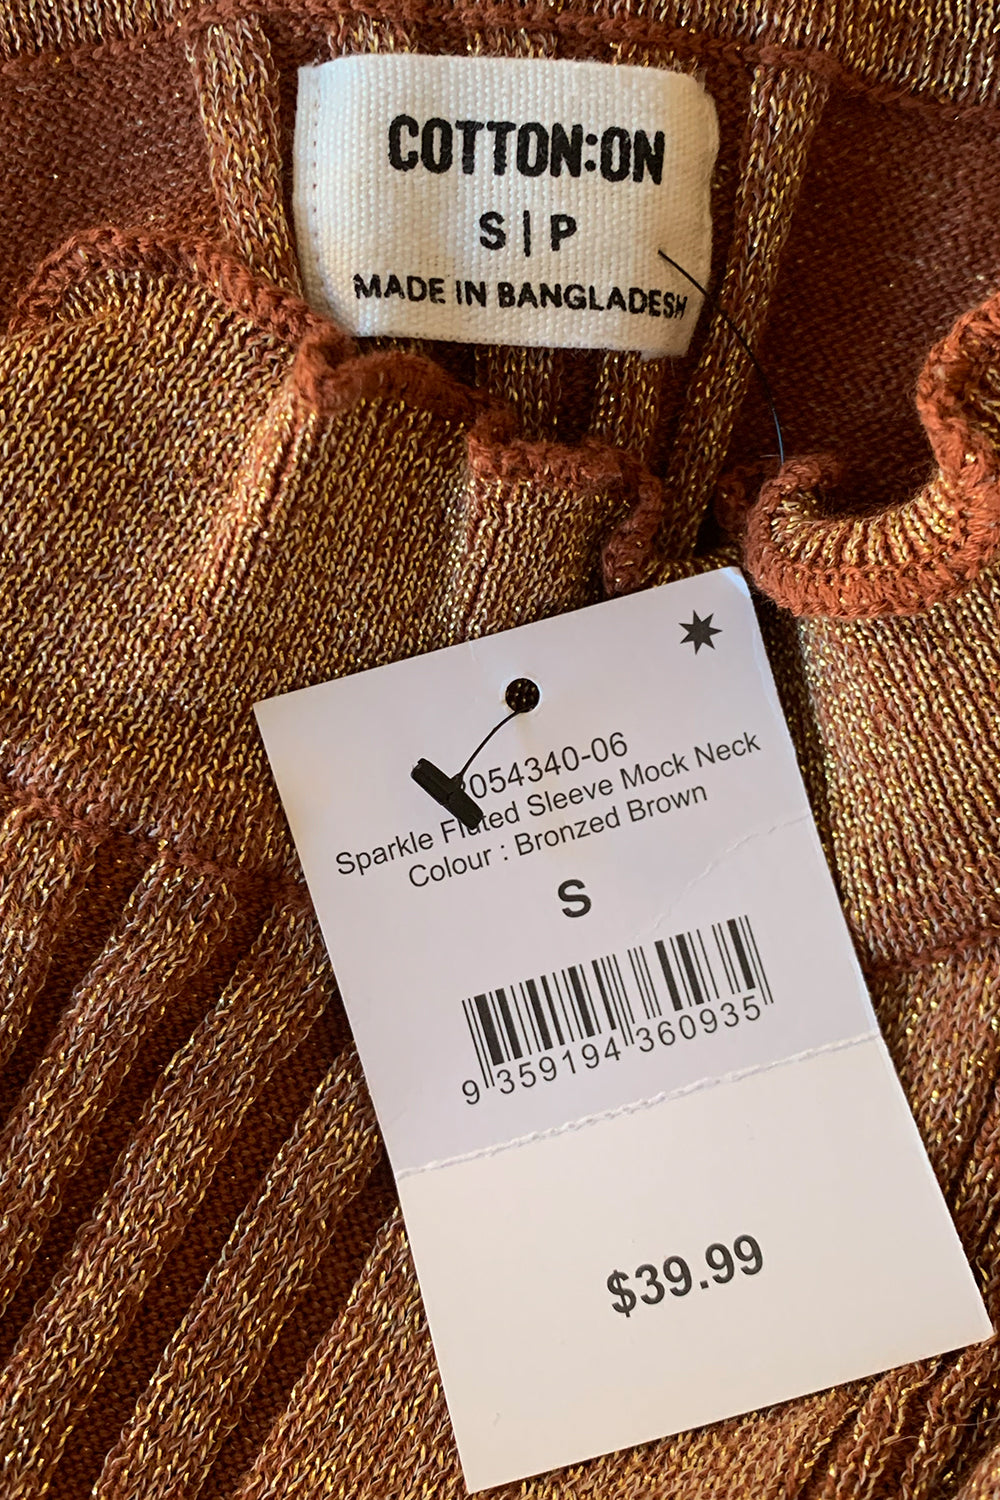 COTTON:ON
S|P
MADE IN BANGLADESH
054340-06
Sparkle Fluted Sleeve Mock Neck
Colour : Bronzed Brown
S
9 359194 360935
$39.99